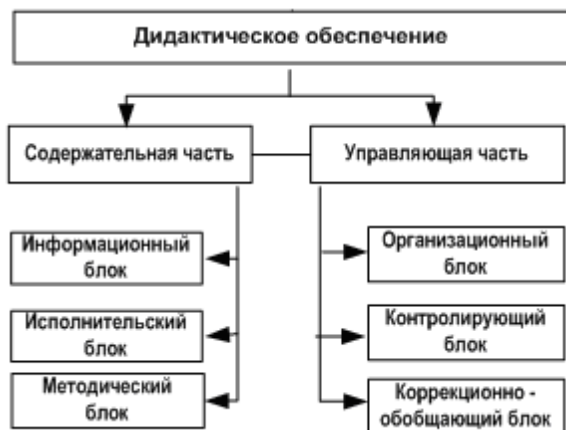 Дидактическое обеспечение
Содержательная часть
Управляющая часть
Информационный
блок
Исполнительский
блок
Методический
блок
Организационный
блок
Контролирующий
блок
Коррекционно -
обобщающий блок